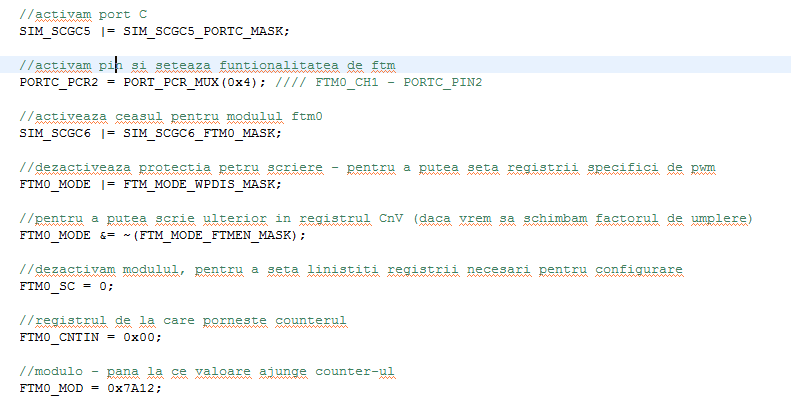 //activam port C
SIM_SCGC5 |= SIM_SCGC5_PORTC_MASK;
//activam pin si seteaza funtionalitatea de ftm
PORTC_PCR2 = PORT_PCR_MUX(0x4); //// FTM0_CH1 - PORTC_PIN2
//activeaza ceasul pentru modulul ftm0
SIM_SCGC6 |= SIM_SCGC6_FTM0_MASK;
//dezactiveaza protectia petru scriere - pentru a putea seta registrii specifici de pwm
FTM0_MODE |= FTM_MODE_WPDIS_MASK;
//pentru a putea scrie ulterior in registrul CnV (daca vrem sa schimbam factorul de umplere)
FTM0_MODE &= ~(FTM_MODE_FTMEN_MASK);
//dezactivam modulul, pentru a seta linistiti registrii necesari pentru configurare
FTM0_SC = 0;
//registrul de la care porneste counterul
FTM0_CNTIN = 0x00;
//modulo - pana la ce valoare ajunge counter-ul
FTM0_MOD = 0x7A12;